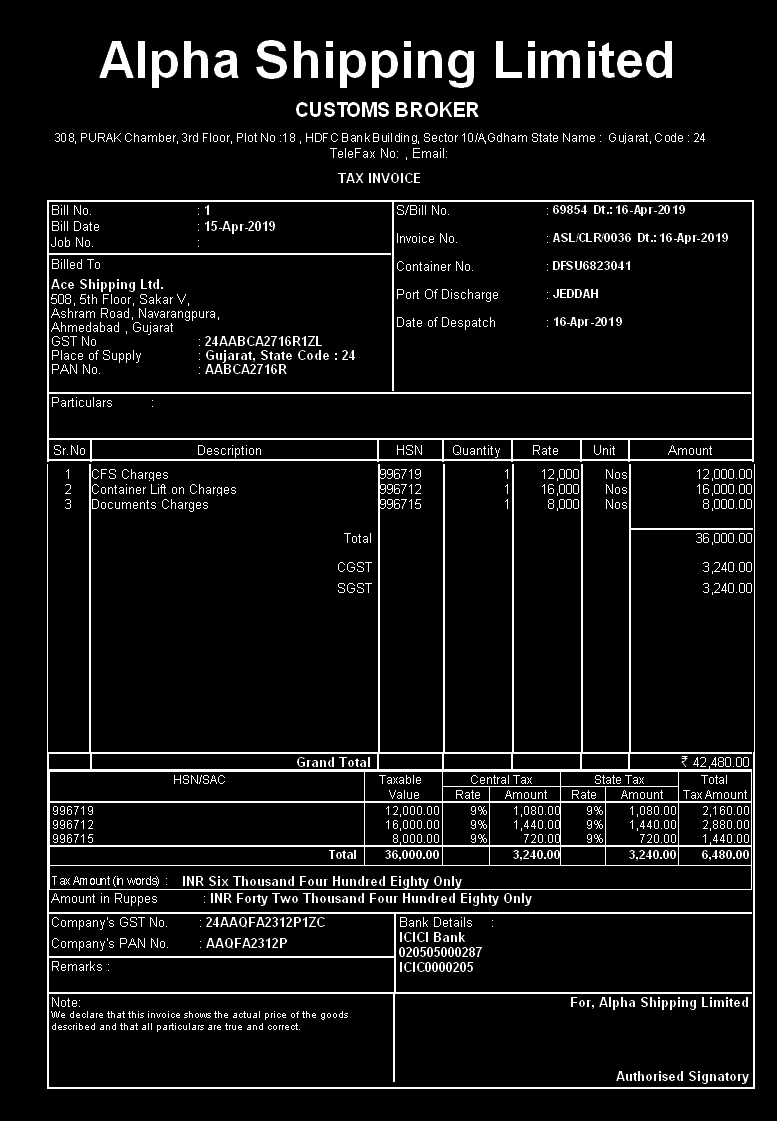 Alpha Shipping Limited
CUSTOMS BROKER
308, PURAK Chamber, 3rd Floor, Plot No :18 , HDFC Bank Building, Sector 10/A,Gdham State Name : Gujarat, Code : 24
TeleFax No: , Email:
TAX INVOICE
Bill No. : 1
Bill Date : 15-Apr-2019
Job No. :
S/Bill No. : 69854 Dt.: 16-Apr-2019
Invoice No. : ASL/CLR/0036 Dt.: 16-Apr-2019
Container No. : DFSU6823041
Port Of Discharge : JEDDAH
Date of Despatch : 16-Apr-2019
Billed To
Ace Shipping Ltd.
508, 5th Floor, Sakar V,
Ashram Road, Navarangpura,
Ahmedabad , Gujarat
GST No : 24AABCA2716R1ZL
Place of Supply : Gujarat, State Code : 24
PAN No. : AABCA2716R
Particulars :
Sr.No Description HSN Quantity Rate Unit Amount
1 CFS Charges 996719 1 12,000 Nos 12,000.00
2 Container Lift on Charges 996712 1 16,000 Nos 16,000.00
3 Documents Charges 996715 1 8,000 Nos 8,000.00
Total 36,000.00
CGST 3,240.00
SGST 3,240.00
Grand Total ₹ 42,480.00
HSN/SAC Taxable Central Tax State Tax Total
Value Rate Amount Rate Amount Tax Amount
996719 12,000.00 9% 1,080.00 9% 1,080.00 2,160.00
996712 16,000.00 9% 1,440.00 9% 1,440.00 2,880.00
996715 8,000.00 9% 720.00 9% 720.00 1,440.00
Total 36,000.00 3,240.00 3,240.00 6,480.00
Tax Amount (in words) : INR Six Thousand Four Hundred Eighty Only
Amount in Ruppes : INR Forty Two Thousand Four Hundred Eighty Only
Company's GST No. : 24AAQFA2312P1ZC
Company's PAN No. : AAQFA2312P
Remarks :
Bank Details :
ICICI Bank
020505000287
ICIC0000205
Note:
We declare that this invoice shows the actual price of the goods
described and that all particulars are true and correct.
For, Alpha Shipping Limited
Authorised Signatory